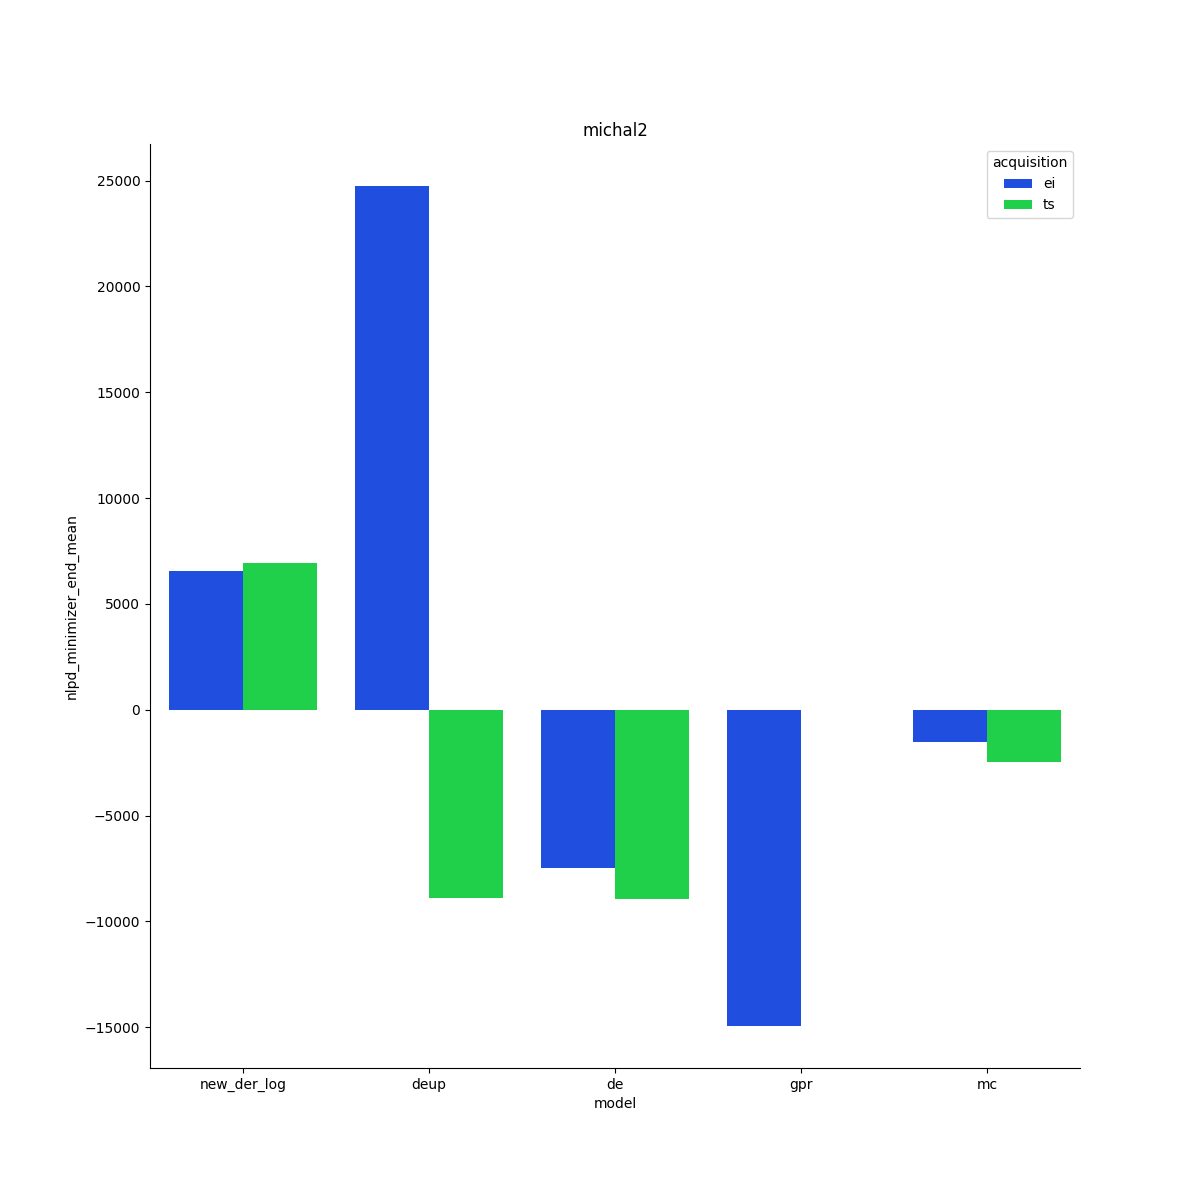 michal2
acquisition
ei
ts
nlpd_minimizer_end_mean
25000
20000
15000
10000
5000
0
−5000
−10000
−15000
new_der_log
deup
de
gpr
mc
model